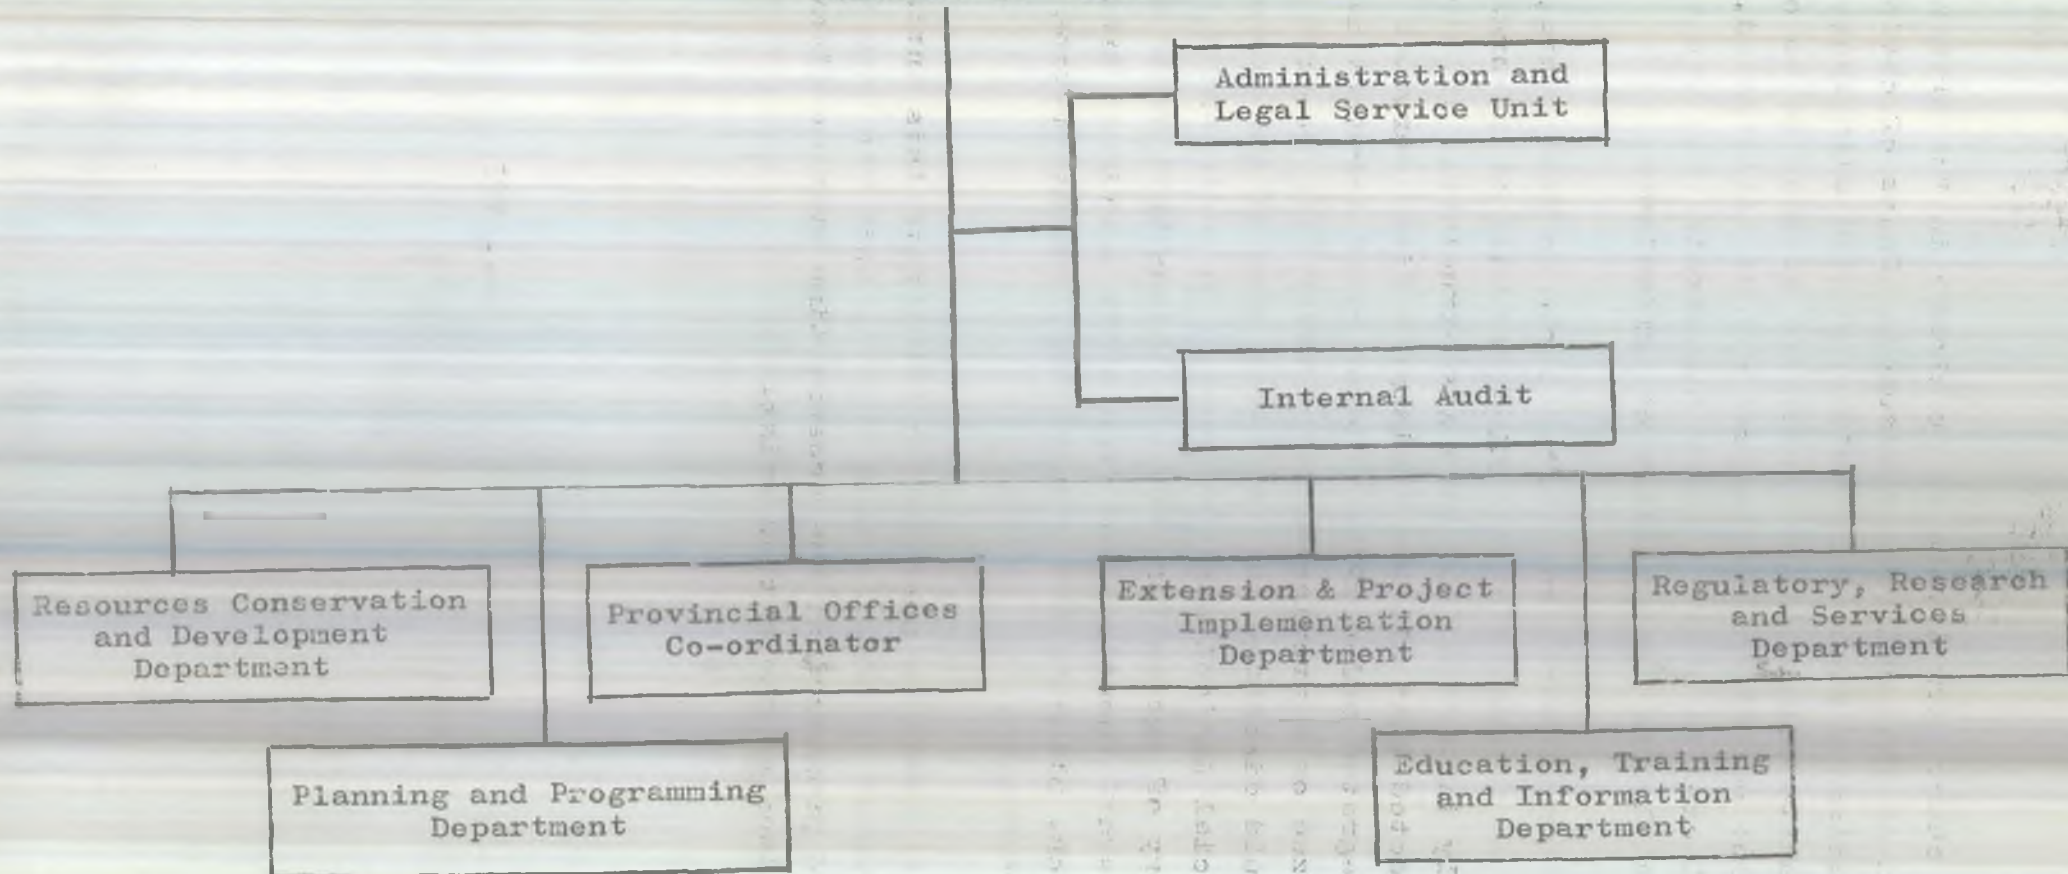 Administration and
Legal Service Unit
Internal Audit
Resources Conservation
and Development
Department
Provincial Offices
Co-ordinator
Extension & Project
Implementation
Department
Regulatory, Research
and Services
Department
Planning and Programming
Department
Education, Training
and Information
Department